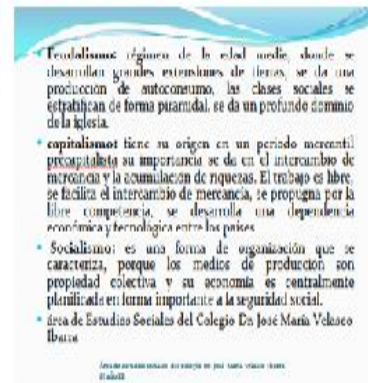 Feudalismo: régimen de la edad media, donde se
desarrollan grandes extensiones de tierras, se da una
producción de autoconsumo, las clases sociales se
estratifican de forma piramidal, se da un profundo dominio
de la iglesia.
capitalismo: tiene su origen en un periodo mercantil
precapitalista su importancia se da en el intercambio de
mercancía y la acumulación de riquezas. El trabajo es libre,
se facilita el intercambio de mercancía, se propugna por la
libre competencia, se desarrolla una dependencia
económica y tecnológica entre los países
Socialismo: es una forma de organización que se
caracteriza, porque los medios de producción son
propiedad colectiva y su economía es centralmente
planificada en forma importante a la seguridad social.
área de Estudios Sociales del Colegio Dn José María Velasco
Ibarra